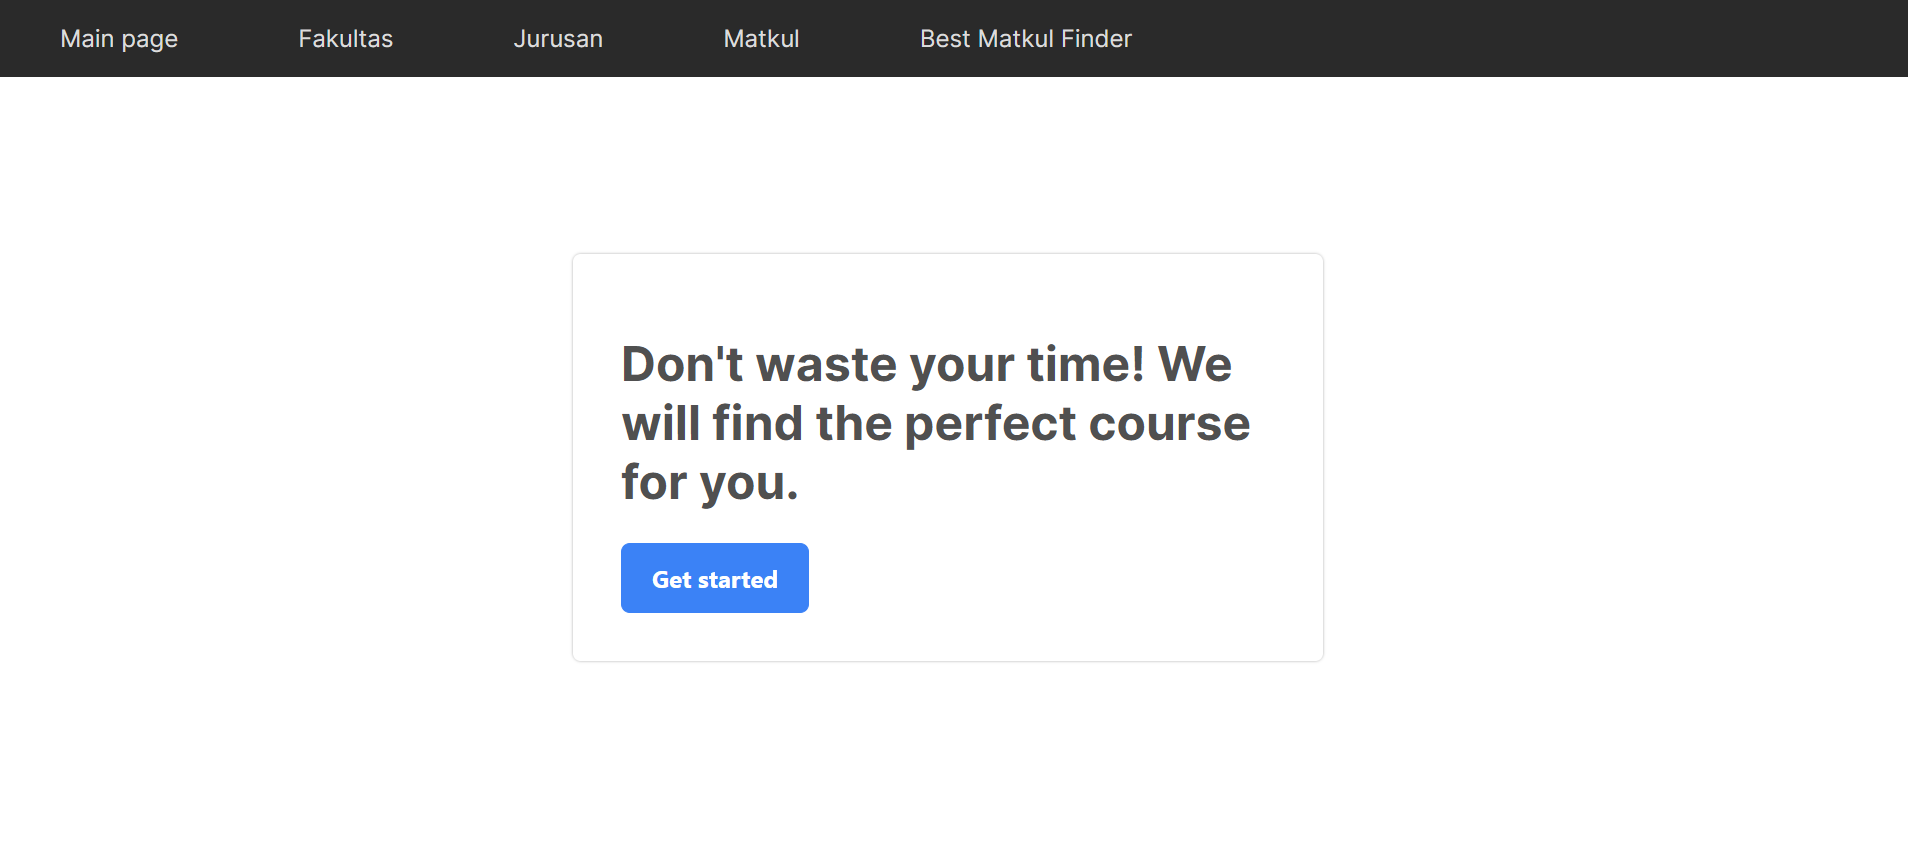 Main page Fakultas Jurusan Matkul Best Matkul Finder
Don't waste your time! We
will find the perfect course
for you.
Get started